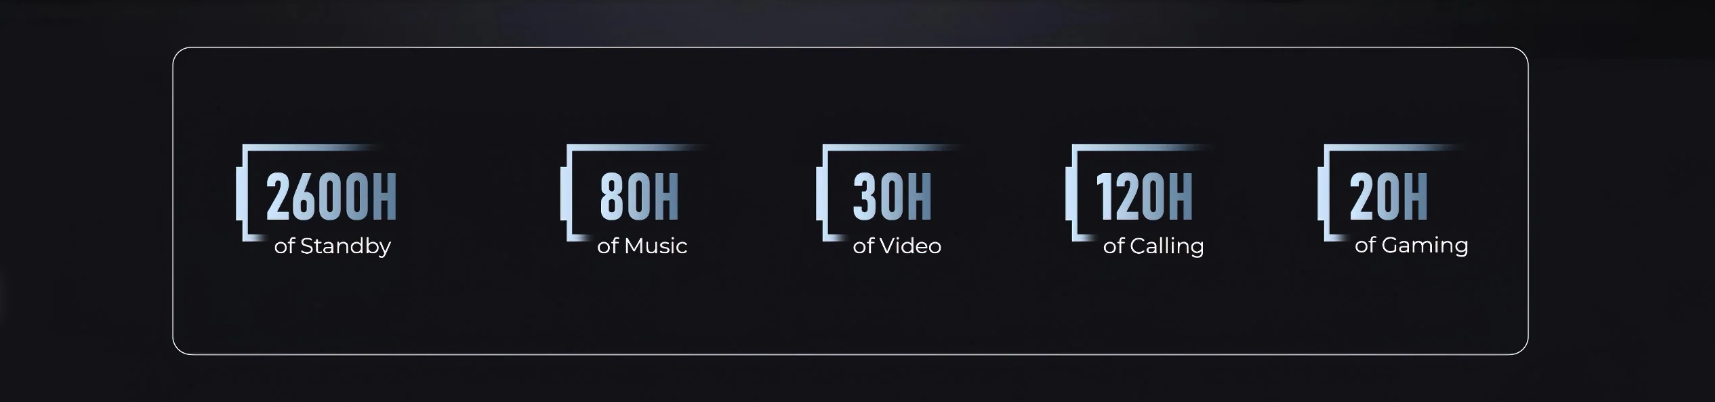 2600H
of Standby
80H
of Music
30H
of Video
120H
of Calling
20H
of Gaming